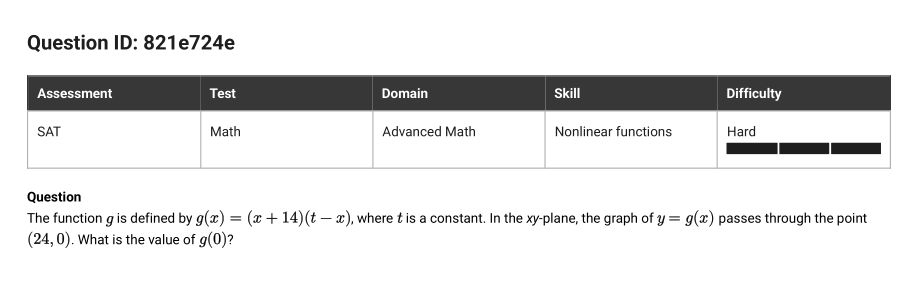 Question ID: 821e724e
Assessment Test Domain Skill Difficulty
SAT Math Advanced Math Nonlinear functions Hard
Question
The function g is defined by g(x) = (x + 14)(t − x), where t is a constant. In the xy-plane, the graph of y = g(x) passes through the point
(24, 0). What is the value of g(0)?